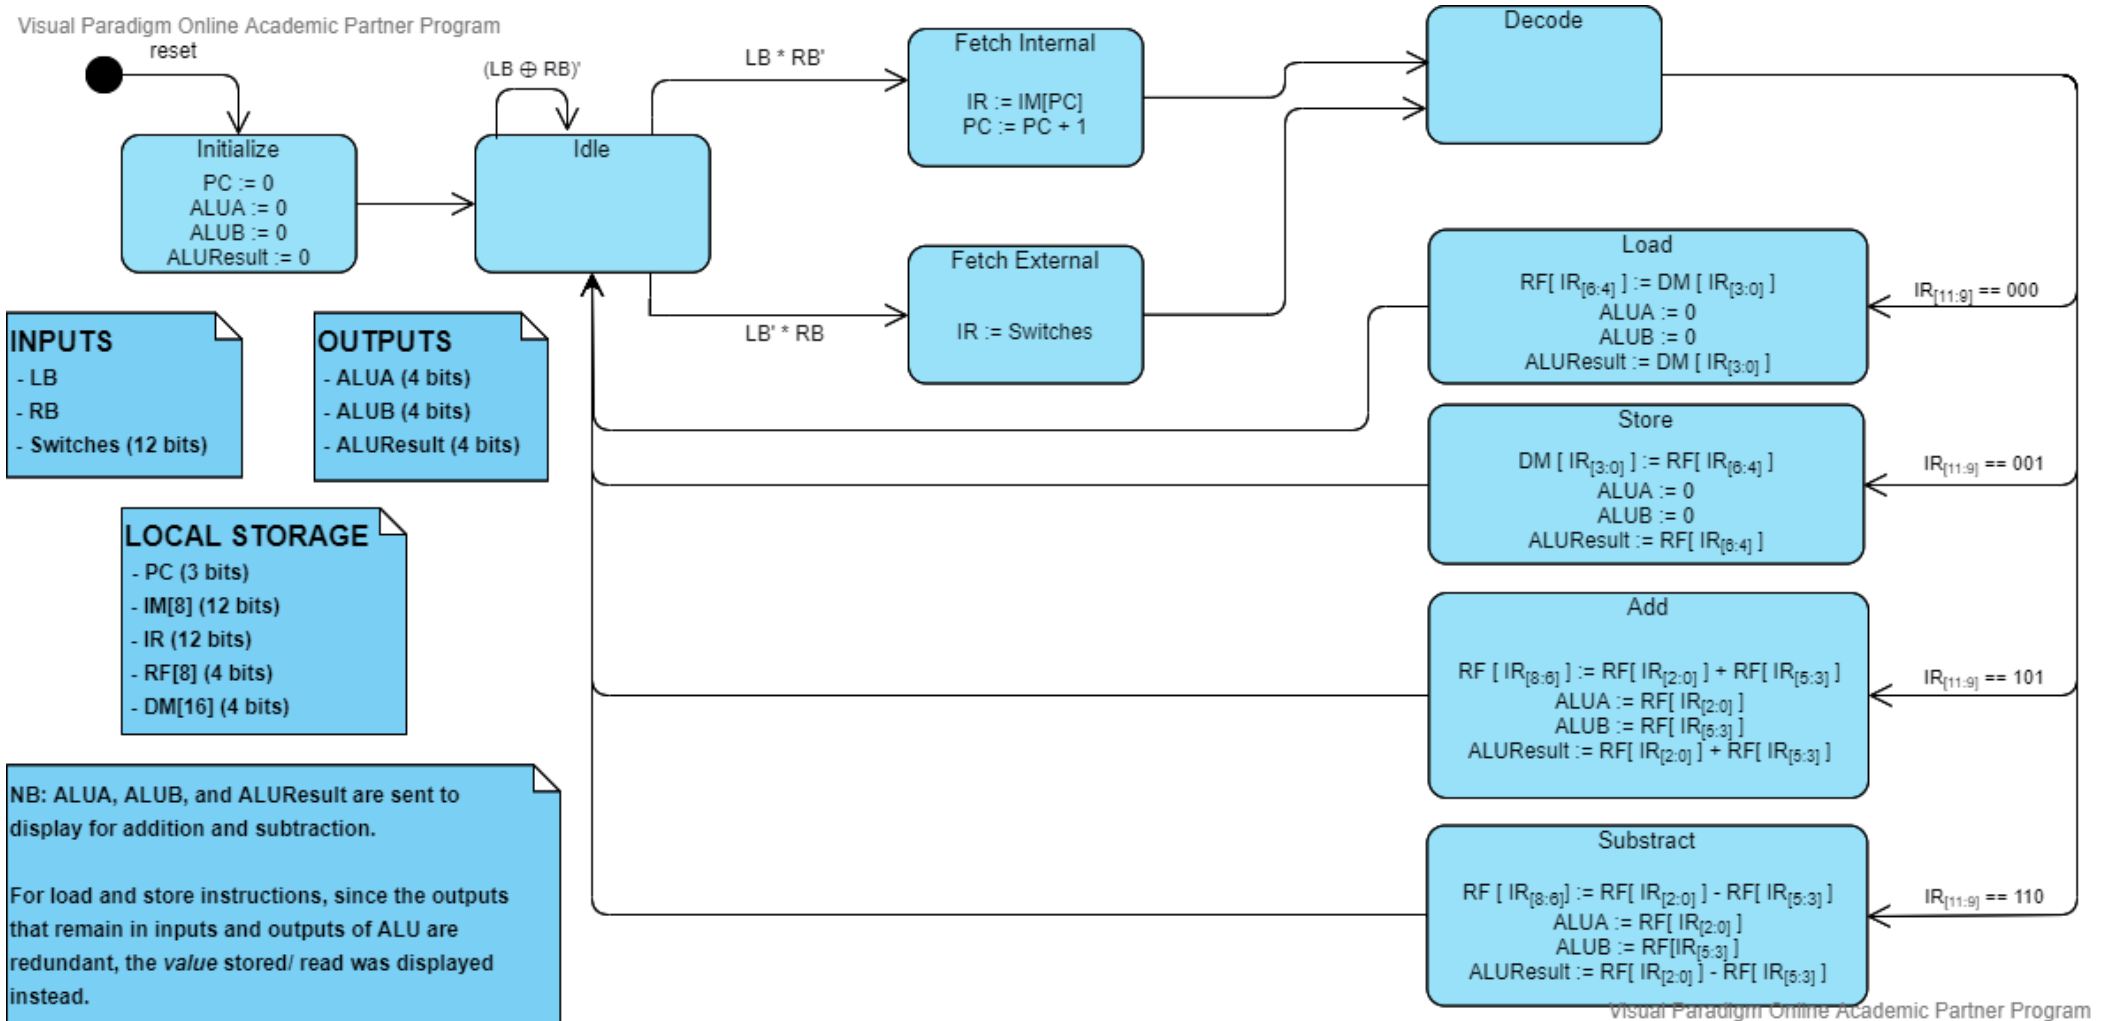 Visual Paradigm Online Academic Partner Program
reset
Initialize
PC := 0
ALUA := 0
ALUB := 0
ALUResult := 0
(LB ⊕ RB)'
Idle
LB * RB'
LB' * RB
Fetch Internal
IR := IM[PC]
PC := PC + 1
Fetch External
IR := Switches
Decode
Load
RF[ IR[6:4] ] := DM [ IR[3:0] ]
ALUA := 0
ALUB := 0
ALUResult := DM [ IR[3:0] ]
IR[11:9] == 000
Store
DM [ IR[3:0] ] := RF[ IR[6:4] ]
ALUA := 0
ALUB := 0
ALUResult := RF[ IR[6:4] ]
IR[11:9] == 001
Add
RF [ IR[8:6] ] := RF[ IR[2:0] ] + RF[ IR[5:3] ]
ALUA := RF[ IR[2:0] ]
ALUB := RF[ IR[5:3] ]
ALUResult := RF[ IR[2:0] ] + RF[ IR[5:3] ]
IR[11:9] == 101
Substract
RF [ IR[8:6]] := RF[ IR[2:0] ] - RF[ IR[5:3] ]
ALUA := RF[ IR[2:0] ]
ALUB := RF[IR[5:3] ]
ALUResult := RF[ IR[2:0] ] - RF[ IR[5:3] ]
IR[11:9] == 110
INPUTS
- LB
- RB
- Switches (12 bits)
OUTPUTS
- ALUA (4 bits)
- ALUB (4 bits)
- ALUResult (4 bits)
LOCAL STORAGE
- PC (3 bits)
- IM[8] (12 bits)
- IR (12 bits)
- RF[8] (4 bits)
- DM[16] (4 bits)
NB: ALUA, ALUB, and ALUResult are sent to
display for addition and subtraction.
For load and store instructions, since the outputs
that remain in inputs and outputs of ALU are
redundant, the value stored/ read was displayed
instead.
Visual Paradigm Online Academic Partner Program